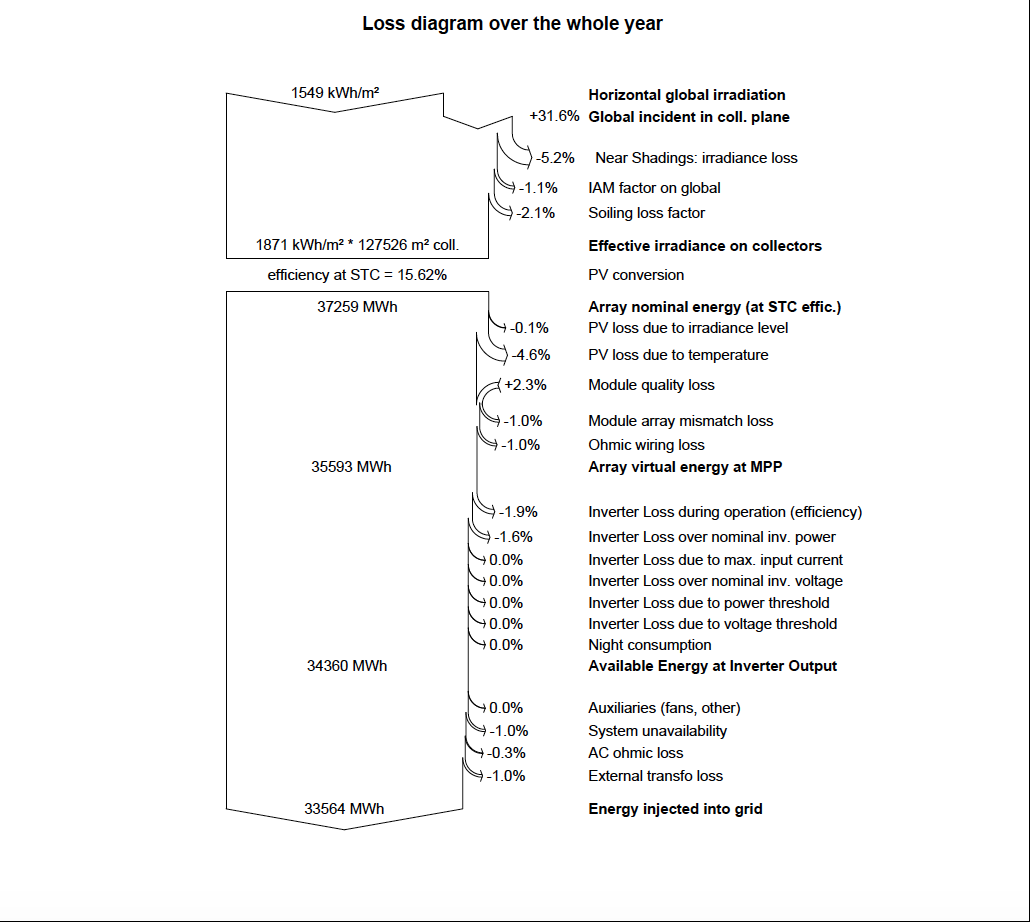 Loss diagram over the whole year
1549 kWh/m² Horizontal global irradiation
+31.6% Global incident in coll. plane
-5.2% Near Shadings: irradiance loss
-1.1% IAM factor on global
-2.1% Soiling loss factor
1871 kWh/m² * 127526 m² coll. Effective irradiance on collectors
efficiency at STC = 15.62% PV conversion
37259 MWh Array nominal energy (at STC effic.)
-0.1% PV loss due to irradiance level
-4.6% PV loss due to temperature
+2.3% Module quality loss
-1.0% Module array mismatch loss
-1.0% Ohmic wiring loss
35593 MWh Array virtual energy at MPP
-1.9% Inverter Loss during operation (efficiency)
-1.6% Inverter Loss over nominal inv. power
0.0% Inverter Loss due to max. input current
0.0% Inverter Loss over nominal inv. voltage
0.0% Inverter Loss due to power threshold
0.0% Inverter Loss due to voltage threshold
0.0% Night consumption
34360 MWh Available Energy at Inverter Output
0.0% Auxiliaries (fans, other)
-1.0% System unavailability
-0.3% AC ohmic loss
-1.0% External transfo loss
33564 MWh Energy injected into grid